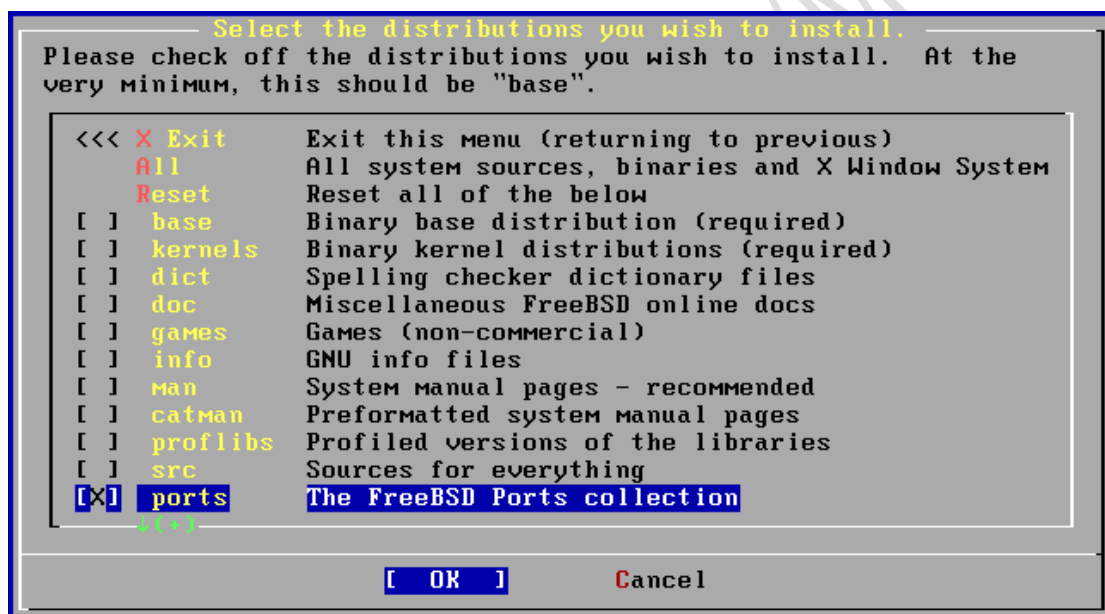 Select the distributions you wish to install.
Please check off the distributions you wish to install.  At the
very minimum, this should be "base".
<<< X Exit     Exit this menu (returning to previous)
All      All system sources, binaries and X Window System
Reset    Reset all of the below
[ ]  base     Binary base distribution (required)
[ ]  kernels  Binary kernel distributions (required)
[ ]  dict     Spelling checker dictionary files
[ ]  doc      Miscellaneous FreeBSD online docs
[ ]  games    Games (non-commercial)
[ ]  info     GNU info files
[ ]  man      System manual pages - recommended
[ ]  catman   Preformatted system manual pages
[ ]  proflibs Profiled versions of the libraries
[ ]  src      Sources for everything
[X]  ports    The FreeBSD Ports collection
↓(+)
[  OK  ]       Cancel